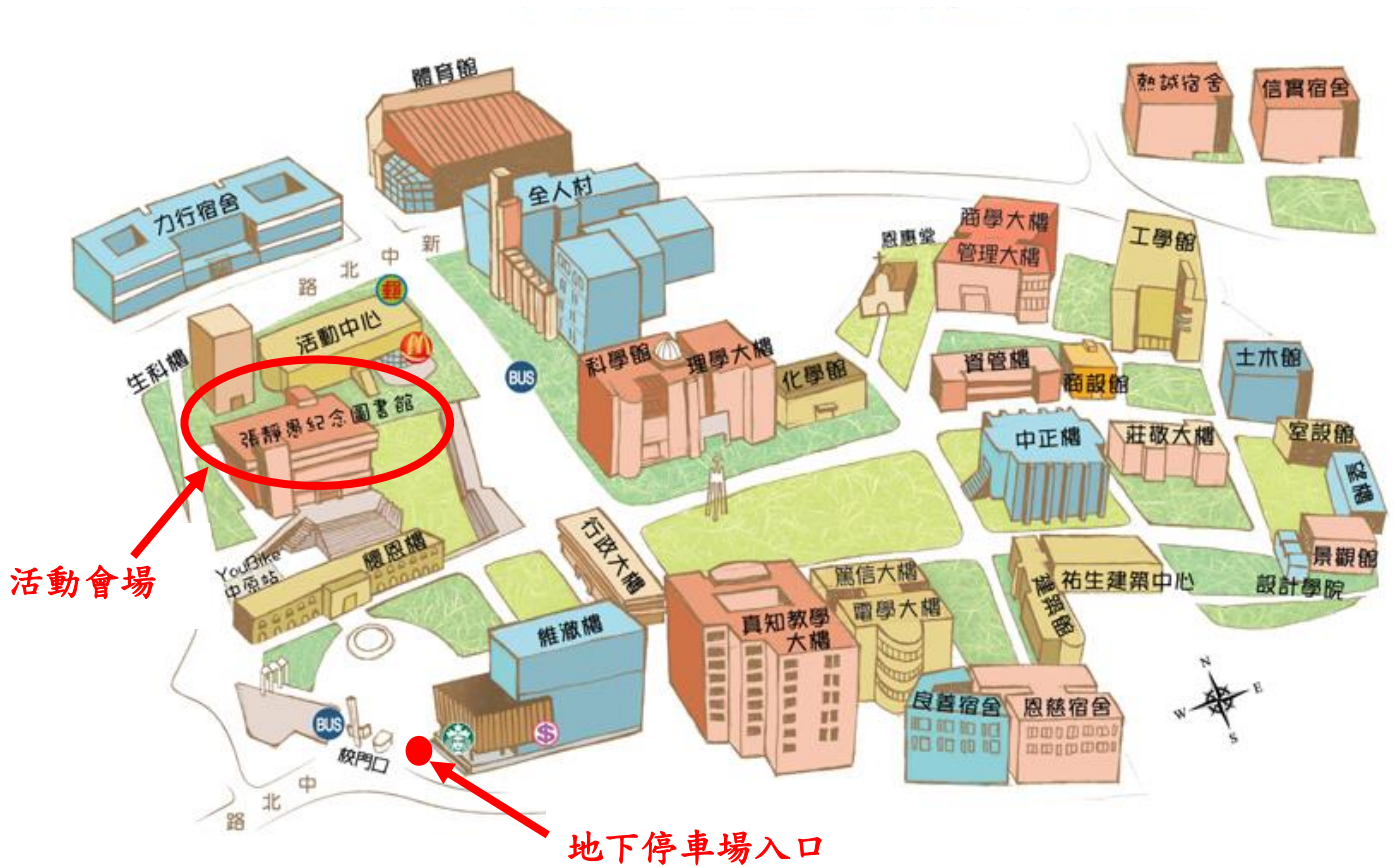 體育館
熱誠宿舍
信實宿舍
力行宿舍
全人村
新中北路
恩惠堂
商學大樓
管理大樓
工學館
郵
活動中心
生科樓
BUS
科學館
理學大樓
化學館
資管樓
商設館
土木館
張靜愚紀念圖書館
中正樓
莊敬大樓
室設館
望樓
活動會場
YouBike
中原站
懷恩樓
行政大樓
篤信大樓
電學大樓
真知教學
大樓
建築館
祐生建築中心
景觀館
設計學院
維澈樓
良善宿舍
恩慈宿舍
N
W
E
S
BUS
校門口
$
中北路
地下停車場入口